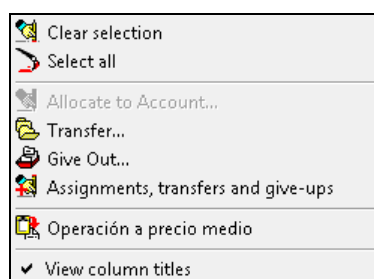 Clear selection
Select all
Allocate to Account...
Transfer...
Give Out...
Assignments, transfers and give-ups
Operación a precio medio
View column titles